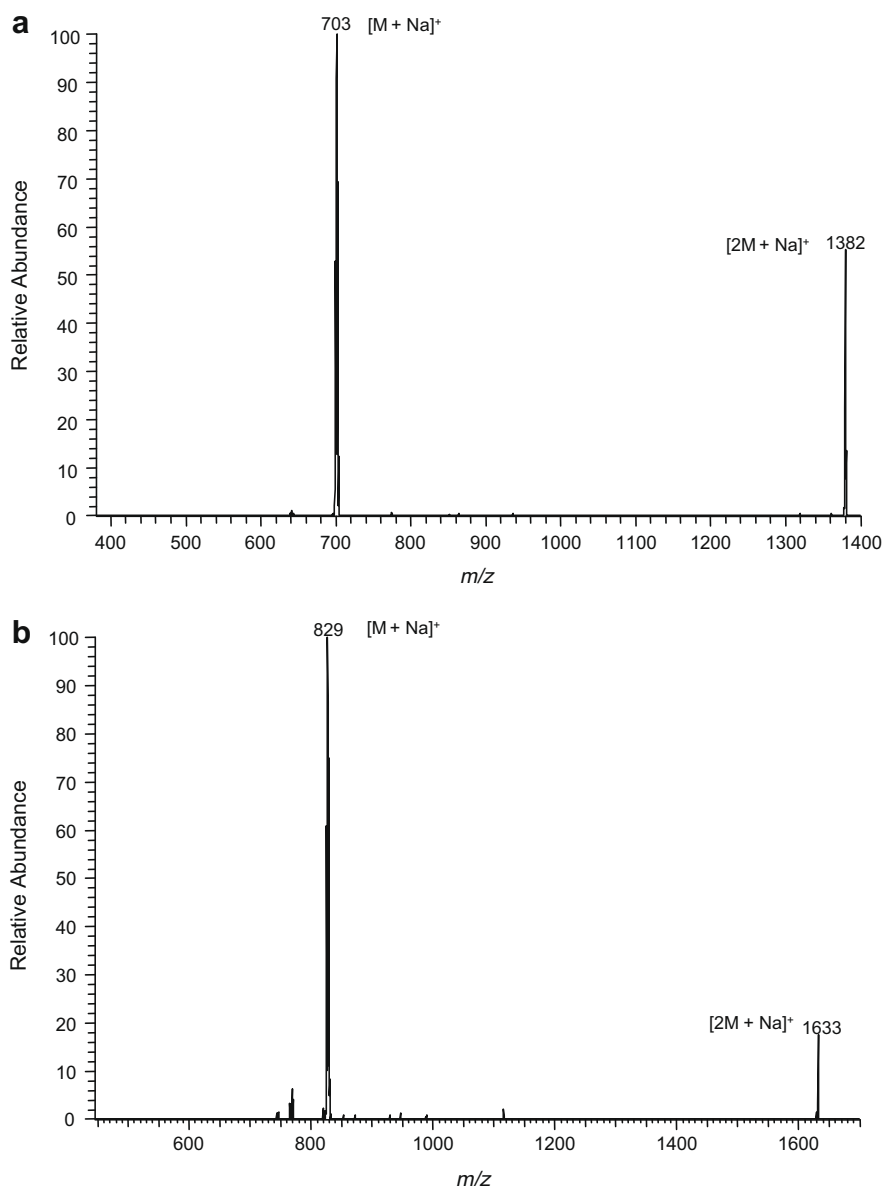 a
703 [M + Na]⁺
[2M + Na]⁺ 1382
100
90
80
70
60
50
40
30
20
10
0
Relative Abundance
400 500 600 700 800 900 1000 1100 1200 1300 1400
m/z
b
829 [M + Na]⁺
[2M + Na]⁺ 1633
100
90
80
70
60
50
40
30
20
10
0
Relative Abundance
600 800 1000 1200 1400 1600
m/z